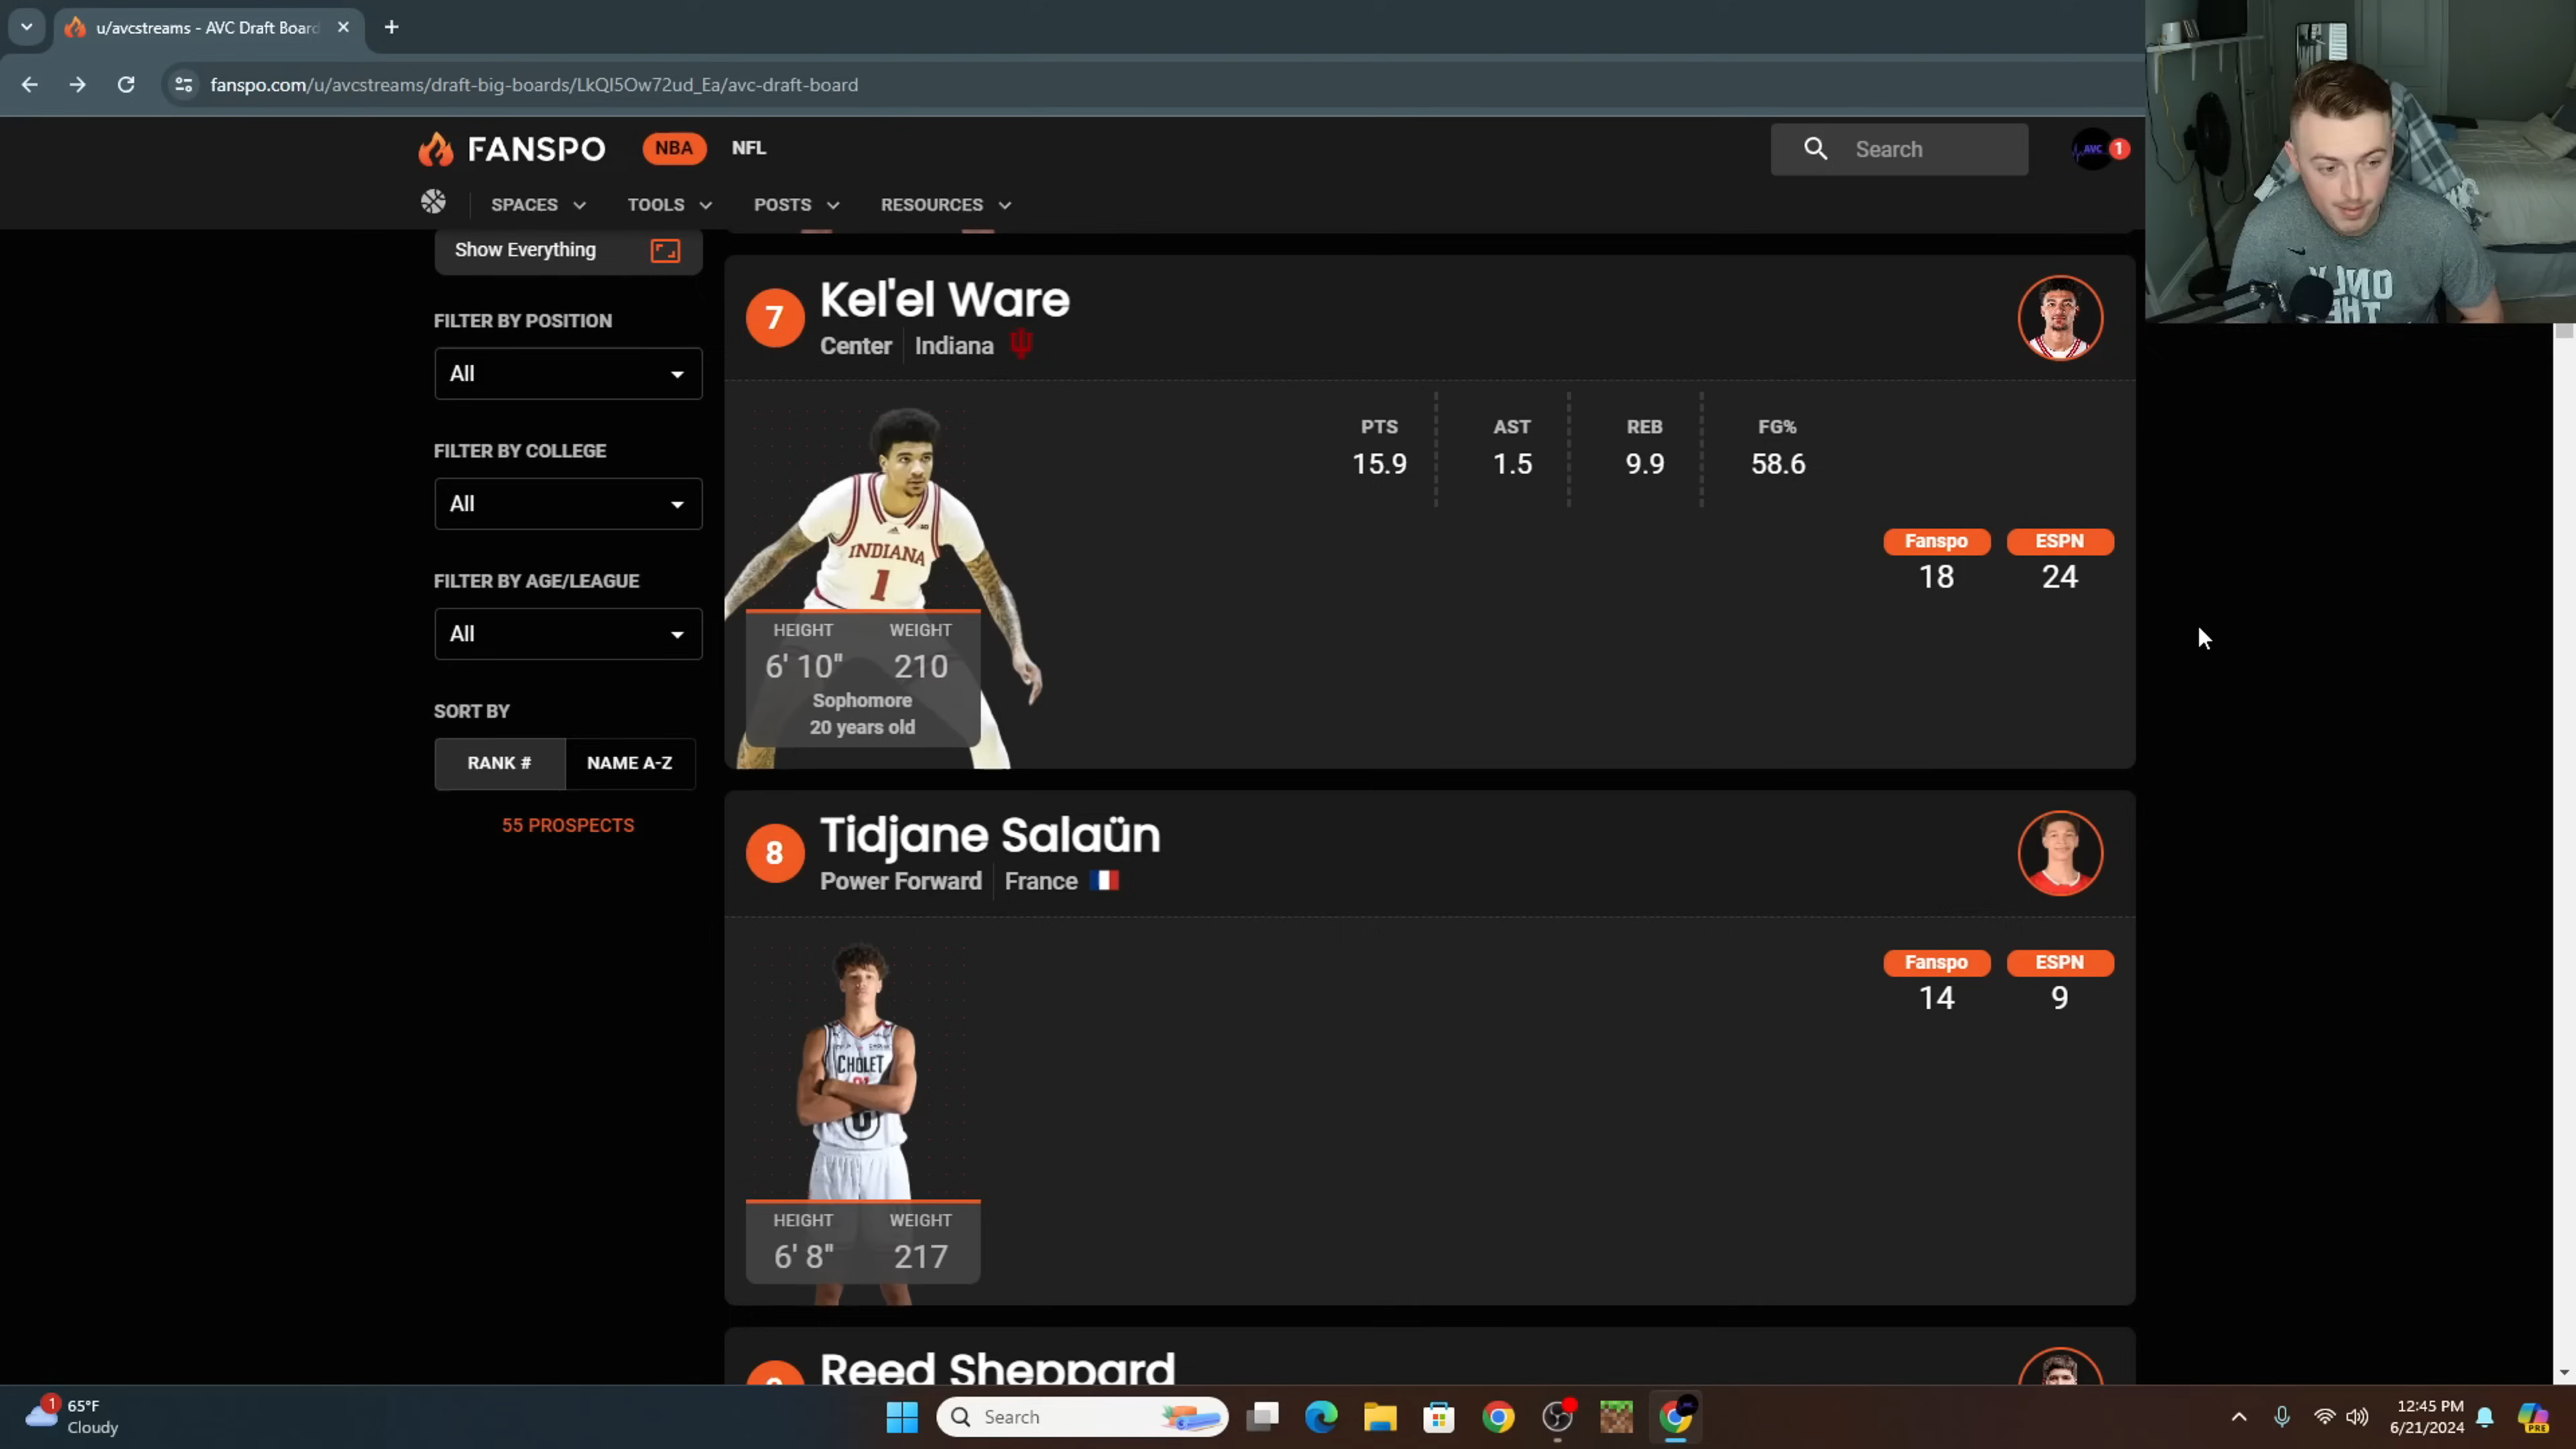 u/avcstreams - AVC Draft Board
fanspo.com/u/avcstreams/draft-big-boards/LkQI5Ow72ud_Ea/avc-draft-board
FANSPO
NBA
NFL
Search
AVC
1
SPACES
TOOLS
POSTS
RESOURCES
Show Everything
FILTER BY POSITION
All
FILTER BY COLLEGE
All
FILTER BY AGE/LEAGUE
All
SORT BY
RANK #
NAME A-Z
55 PROSPECTS
7
Kel'el Ware
Center
Indiana
PTS
AST
REB
FG%
15.9
1.5
9.9
58.6
Fanspo
ESPN
18
24
INDIANA
1
HEIGHT
WEIGHT
6' 10"
210
Sophomore
20 years old
8
Tidjane Salaün
Power Forward
France
Fanspo
ESPN
14
9
CHOLET
HEIGHT
WEIGHT
6' 8"
217
Reed Sheppard
1
65°F
Cloudy
Search
12:45 PM
6/21/2024
PRE